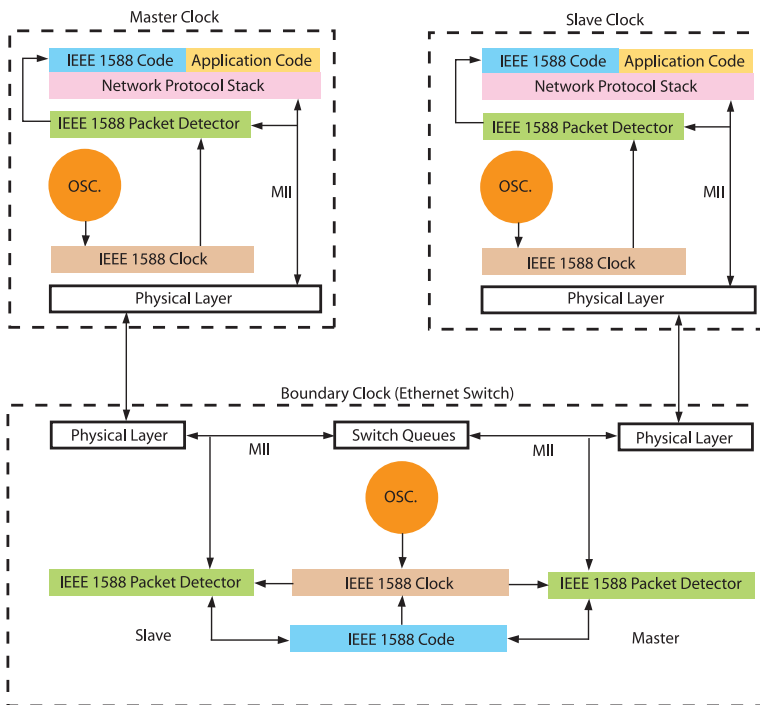 Master Clock
IEEE 1588 Code
Application Code
Network Protocol Stack
IEEE 1588 Packet Detector
OSC.
MII
IEEE 1588 Clock
Physical Layer
Slave Clock
IEEE 1588 Code
Application Code
Network Protocol Stack
IEEE 1588 Packet Detector
OSC.
MII
IEEE 1588 Clock
Physical Layer
Boundary Clock (Ethernet Switch)
Physical Layer
MII
Switch Queues
MII
Physical Layer
OSC.
IEEE 1588 Packet Detector
IEEE 1588 Clock
IEEE 1588 Packet Detector
Slave
IEEE 1588 Code
Master